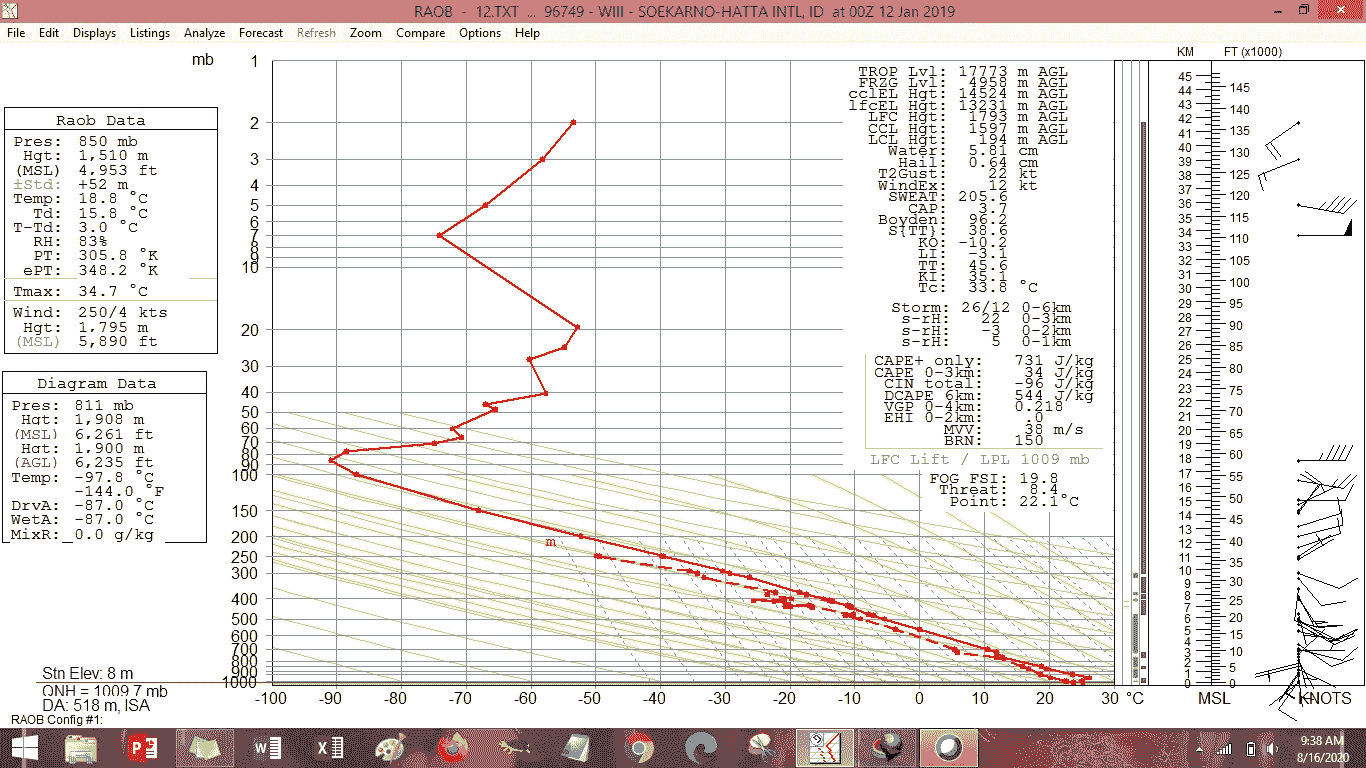 RAOB - 12.TXT ... 96749 - WIII - SOEKARNO-HATTA INTL, ID at 00Z 12 Jan 2019
File Edit Displays Listings Analyze Forecast Refresh Zoom Compare Options Help
mb
1
2
3
4
5
6
7
8
9
10
20
30
40
50
60
70
80
90
100
150
200
250
300
400
500
600
700
800
900
1000
-100 -90 -80 -70 -60 -50 -40 -30 -20 -10 0 10 20 30 °C
m
Raob Data
Pres: 850 mb
Hgt: 1,510 m
(MSL) 4,953 ft
±Std: +52 m
Temp: 18.8 °C
Td: 15.8 °C
T-Td: 3.0 °C
RH: 83%
PT: 305.8 °K
ePT: 348.2 °K
Tmax: 34.7 °C
Wind: 250/4 kts
Hgt: 1,795 m
(MSL) 5,890 ft
Diagram Data
Pres: 811 mb
Hgt: 1,908 m
(MSL) 6,261 ft
Hgt: 1,900 m
(AGL) 6,235 ft
Temp: -97.8 °C
-144.0 °F
DryA: -87.0 °C
WetA: -87.0 °C
MixR: 0.0 g/kg
Stn Elev: 8 m
QNH = 1009.7 mb
DA: 518 m, ISA
RAOB Config #1:
TROP Lvl: 17773 m AGL
FRZG Lvl: 4958 m AGL
cclEL Hgt: 14524 m AGL
lfcEL Hgt: 13231 m AGL
LFC Hgt: 1793 m AGL
CCL Hgt: 1597 m AGL
LCL Hgt: 194 m AGL
Water: 5.81 cm
Hail: 0.64 cm
T2Gust: 22 kt
WindEx: 12 kt
SWEAT: 205.6
CAP: 3.7
Boyden: 96.2
S{TT}: 38.6
KO: -10.2
LI: -3.1
TT: 45.6
KI: 35.1
Tc: 33.8 °C
Storm: 26/12 0-6km
s-rH: 22 0-3km
s-rH: -3 0-2km
s-rH: 5 0-1km
CAPE+ only: 731 J/kg
CAPE 0-3km: 34 J/kg
CIN total: -96 J/kg
DCAPE 6km: 544 J/kg
VGP 0-4km: 0.218
EHI 0-2km: .0
MVV: 38 m/s
BRN: 150
LFC Lift / LPL 1009 mb
FOG FSI: 19.8
Threat: 8.4
Point: 22.1°C
KM FT (x1000)
45
44
43
42
41
40
39
38
37
36
35
34
33
32
31
30
29
28
27
26
25
24
23
22
21
20
19
18
17
16
15
14
13
12
11
10
9
8
7
6
5
4
3
2
1
0
145
140
135
130
125
120
115
110
105
100
95
90
85
80
75
70
65
60
55
50
45
40
35
30
25
20
15
10
5
0
MSL KNOTS
9:38 AM
8/16/2020